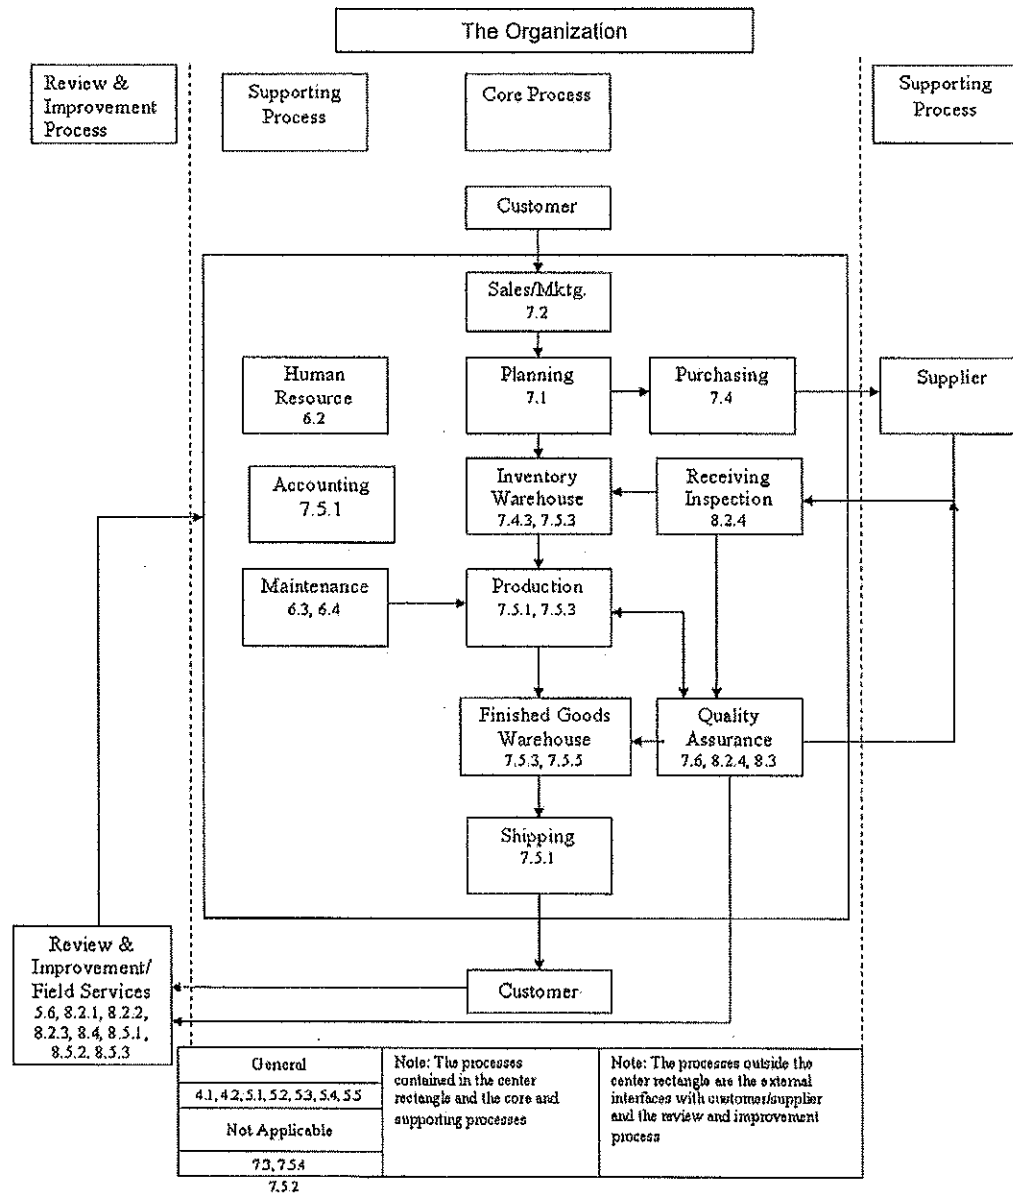 The Organization
Review &
Improvement
Process
Supporting
Process
Core Process
Supporting
Process
Customer
Sales/Mktg.
7.2
Human
Resource
6.2
Planning
7.1
Purchasing
7.4
Supplier
Accounting
7.5.1
Inventory
Warehouse
7.4.3, 7.5.3
Receiving
Inspection
8.2.4
Maintenance
6.3, 6.4
Production
7.5.1, 7.5.3
Finished Goods
Warehouse
7.5.3, 7.5.5
Quality
Assurance
7.6, 8.2.4, 8.3
Shipping
7.5.1
Review &
Improvement/
Field Services
5.6, 8.2.1, 8.2.2,
8.2.3, 8.4, 8.5.1,
8.5.2, 8.5.3
Customer
General
4.1, 4.2, 5.1, 5.2, 5.3, 5.4, 5.5
Not Applicable
7.3, 7.5.4
7.5.2
Note: The processes
contained in the center
rectangle and the core and
supporting processes
Note: The processes outside the
center rectangle are the external
interfaces with customer/supplier
and the review and improvement
process